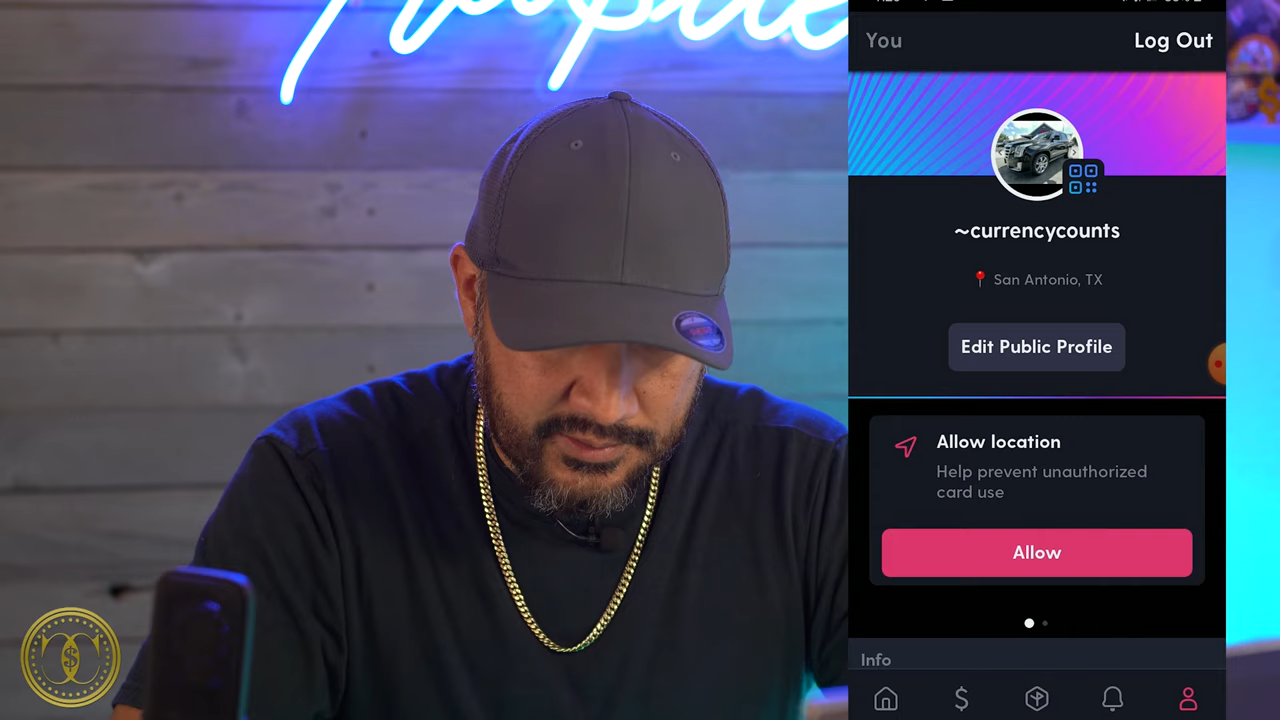 You
Log Out
~currencycounts
San Antonio, TX
Edit Public Profile
Allow location
Help prevent unauthorized
card use
Allow
Info